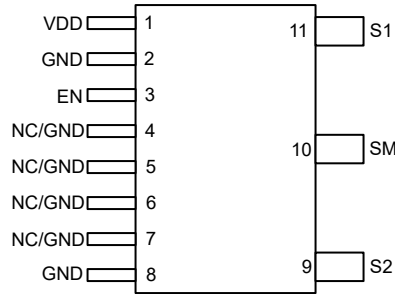 VDD 1 11 S1
GND 2
EN 3
NC/GND 4
NC/GND 5 10 SM
NC/GND 6
NC/GND 7
GND 8 9 S2